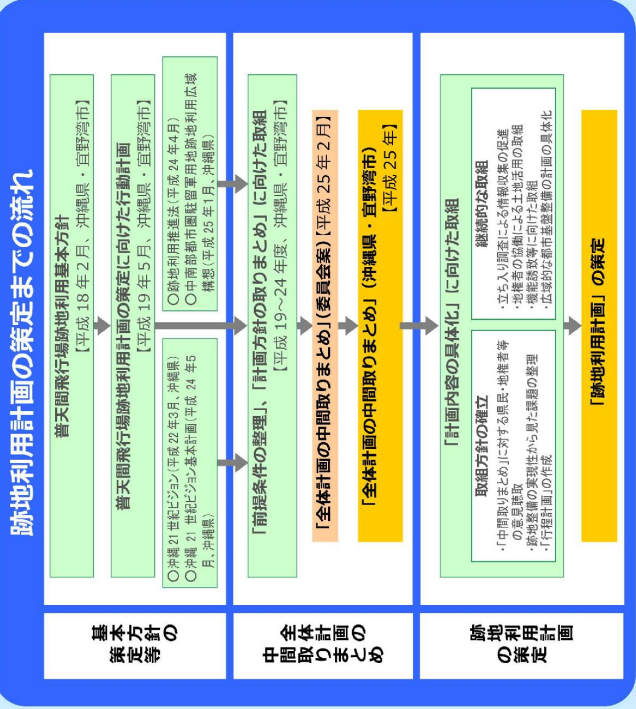 跡地利用計画の策定までの流れ
基本方針の
策定等
普天間飛行場跡地利用基本方針
【平成18年2月、沖縄県・宜野湾市】
普天間飛行場跡地利用計画の策定に向けた行動計画
【平成19年5月、沖縄県・宜野湾市】
○沖縄21世紀ビジョン(平成22年3月、沖縄県)
○沖縄 21 世紀ビジョン基本計画(平成 24 年5
月、沖縄県)
○跡地利用推進法(平成24年4月)
○中南部都市圏駐留軍用地跡地利用広域
構想(平成25年1月、沖縄県)
全体計画の
中間取りまとめ
「前提条件の整理」、「計画方針の取りまとめ」に向けた取組
【平成19~24年度、沖縄県・宜野湾市】
「全体計画の中間取りまとめ」(委員会案)【平成25年2月】
「全体計画の中間取りまとめ」(沖縄県・宜野湾市)
【平成25年】
跡地利用計画
の策定
「計画内容の具体化」に向けた取組
取組方針の確立
・「中間取りまとめ」に対する県民・地権者等
の意見聴取
・跡地整備の実現性から見た課題の整理
・「行程計画」の作成
継続的な取組
・立ち入り調査による情報収集の促進
・地権者の協働による土地活用の取組
・機能誘致等に向けた取組
・広域的な都市基盤整備の計画の具体化
「跡地利用計画」の策定